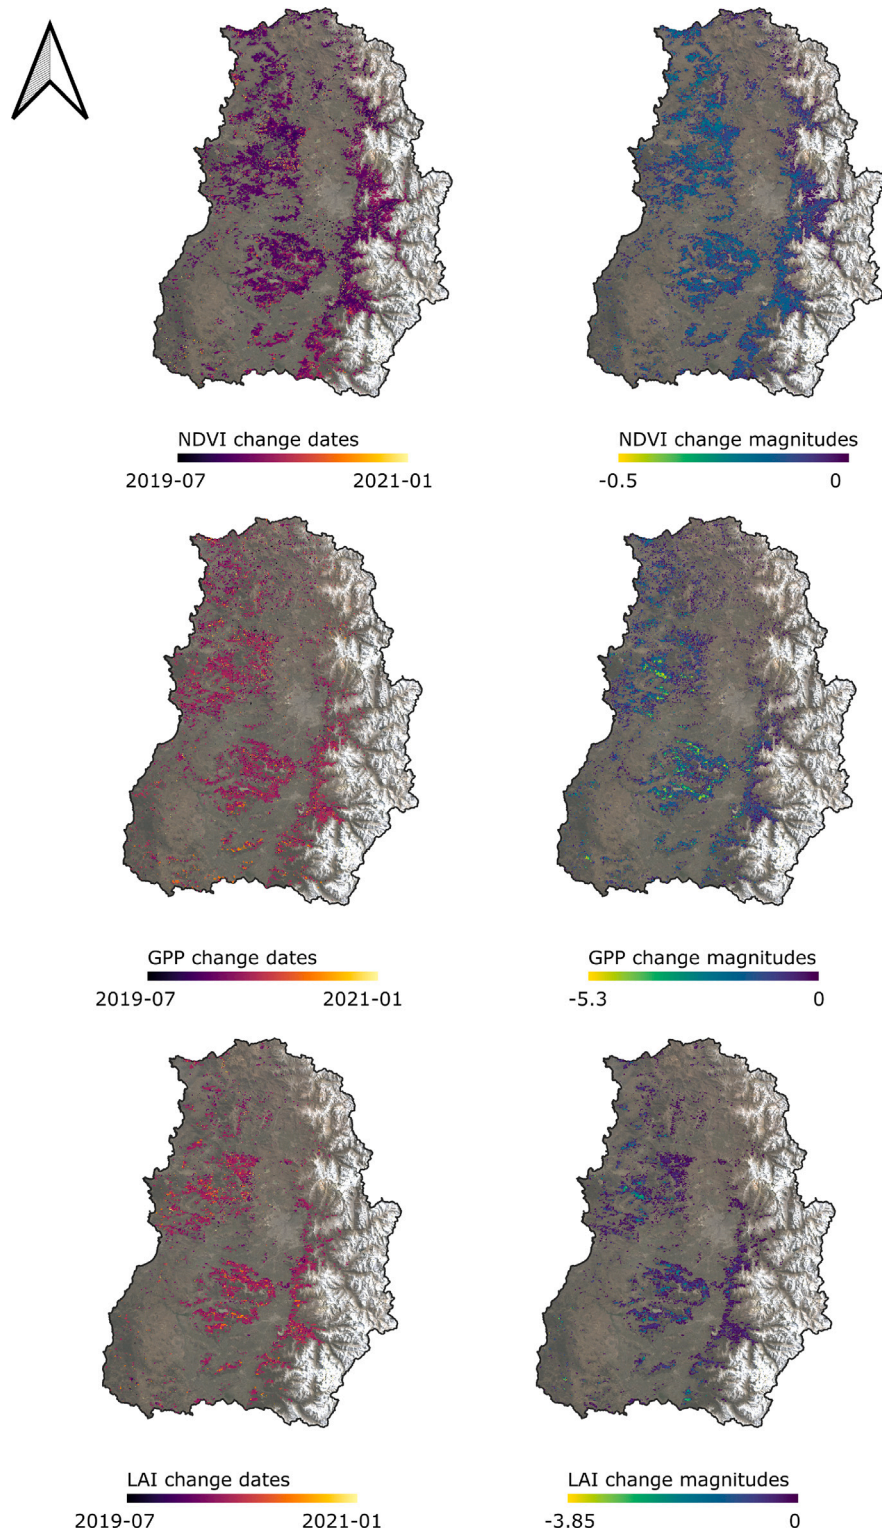 NDVI change dates
2019-07 2021-01
NDVI change magnitudes
-0.5 0
GPP change dates
2019-07 2021-01
GPP change magnitudes
-5.3 0
LAI change dates
2019-07 2021-01
LAI change magnitudes
-3.85 0